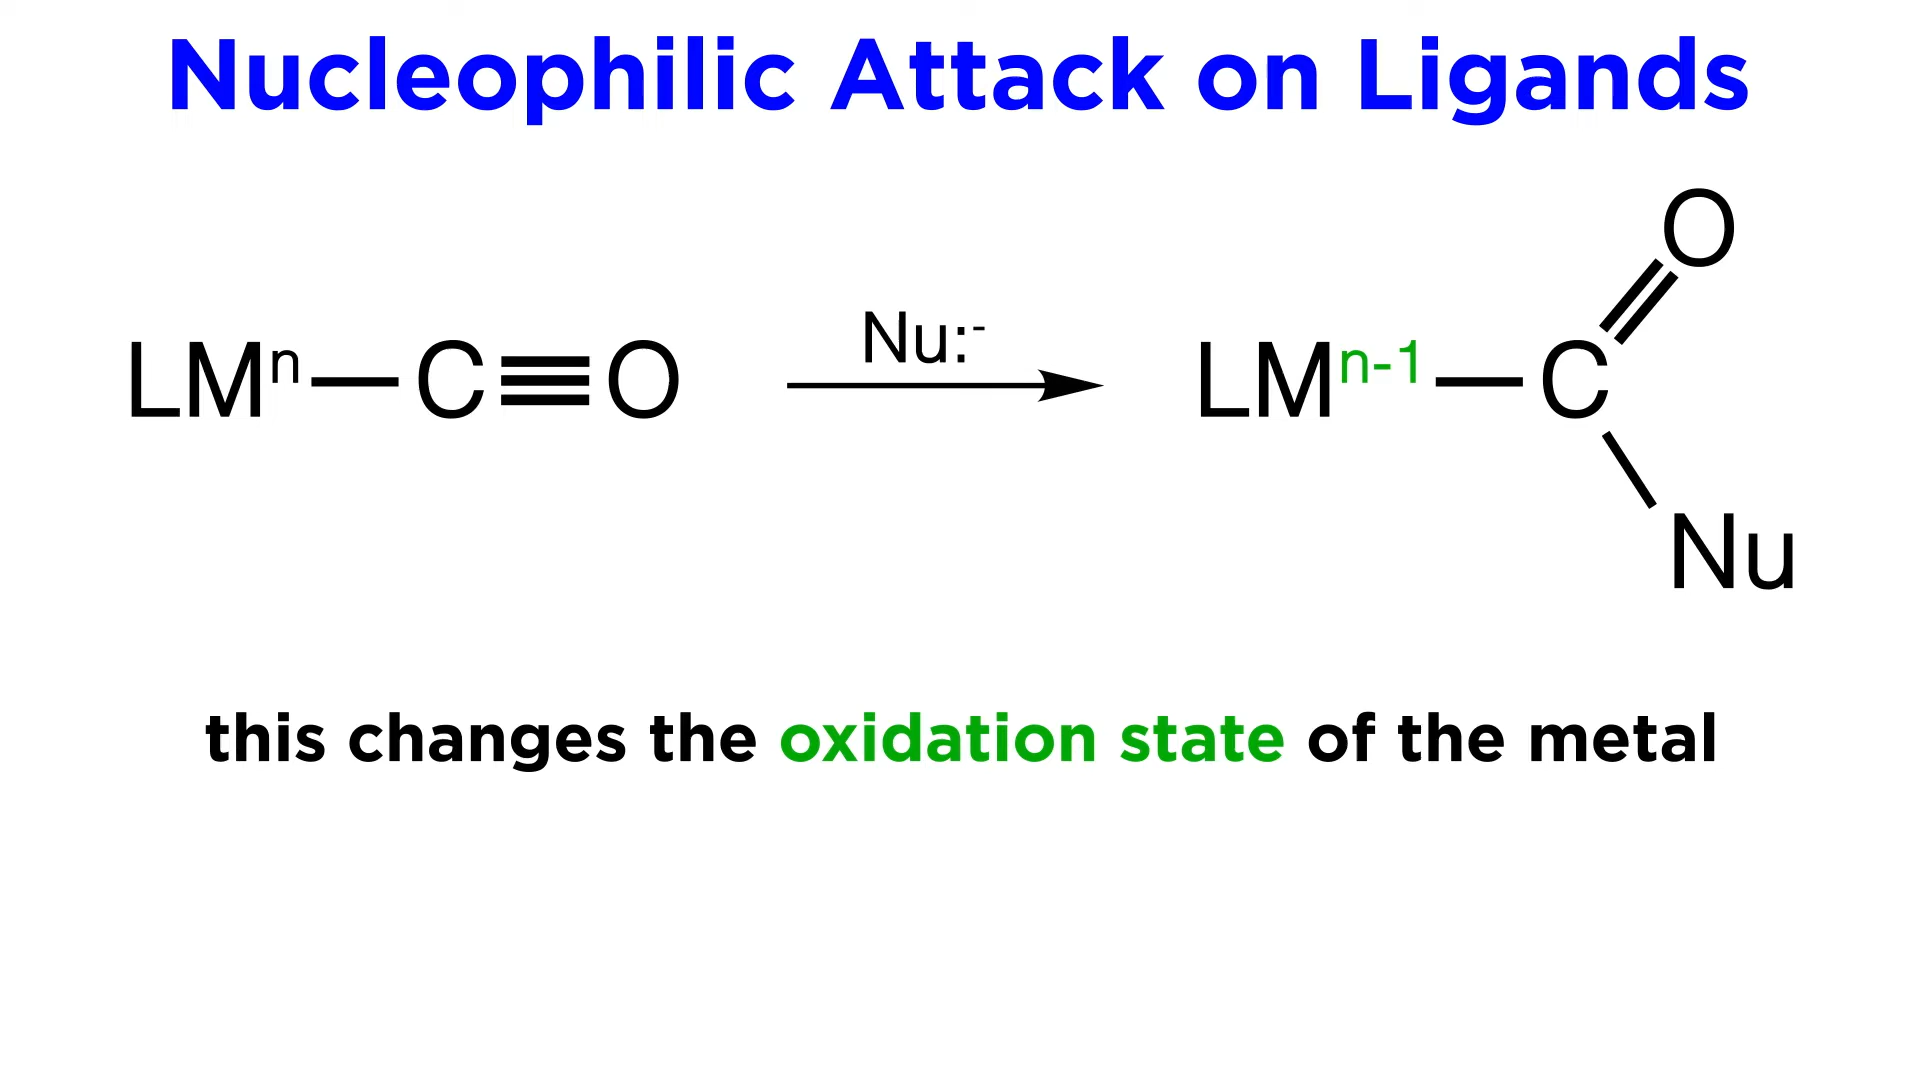 Nucleophilic Attack on Ligands
LMⁿ—C≡O
Nu:⁻
LMⁿ⁻¹—C
O
Nu
this changes the oxidation state of the metal